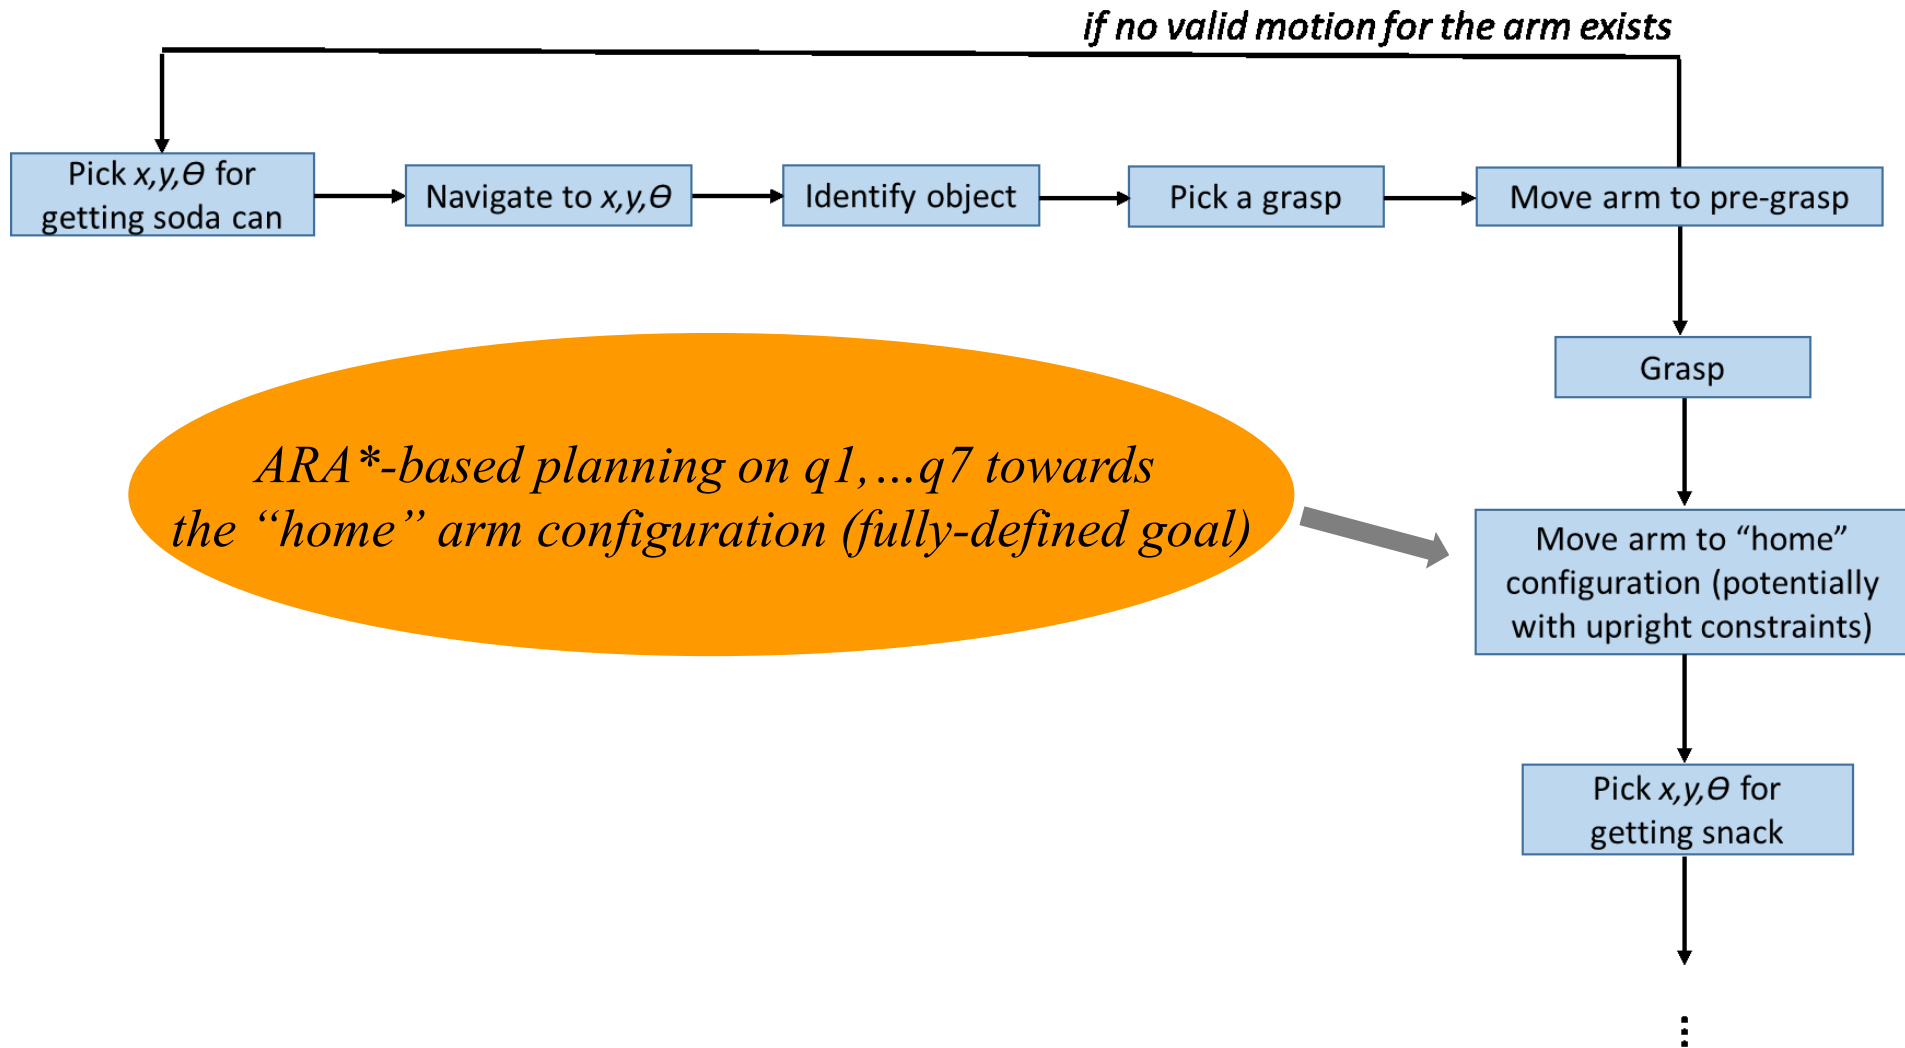 if no valid motion for the arm exists
Pick x,y,Ɵ for
getting soda can
Navigate to x,y,Ɵ
Identify object
Pick a grasp
Move arm to pre-grasp
Grasp
ARA*-based planning on q1,...q7 towards
the “home” arm configuration (fully-defined goal)
Move arm to “home”
configuration (potentially
with upright constraints)
Pick x,y,Ɵ for
getting snack
⋮